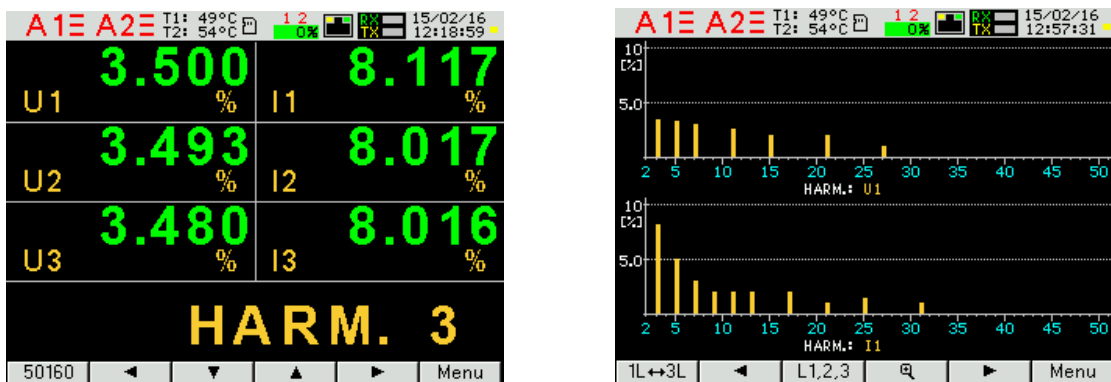 A1Ξ A2Ξ T1: 49°C 1 2 RX 15/02/16
T2: 54°C 0% TX 12:18:59
3.500 8.117
U1 % I1 %
3.493 8.017
U2 % I2 %
3.480 8.016
U3 % I3 %
HARM. 3
50160 ◄ ▼ ▲ ► Menu
A1Ξ A2Ξ T1: 49°C 1 2 RX 15/02/16
T2: 54°C 0% TX 12:57:31
10
[%]
5.0
2 5 10 15 20 25 30 35 40 45 50
HARM.: U1
10
[%]
5.0
2 5 10 15 20 25 30 35 40 45 50
HARM.: I1
1L↔3L ◄ L1,2,3 ► Menu